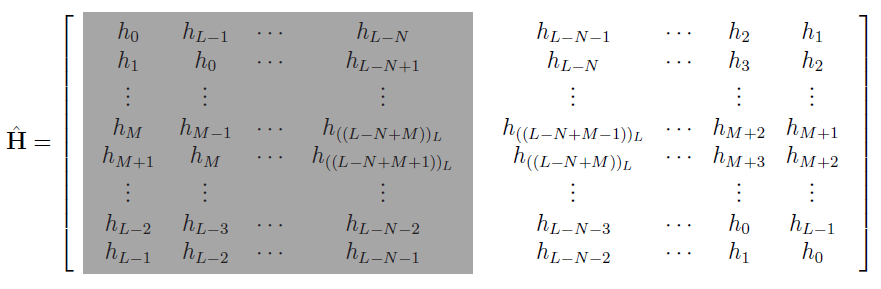 h_0 h_{L-1} ⋯ h_{L-N} h_{L-N-1} ⋯ h_2 h_1
h_1 h_0 ⋯ h_{L-N+1} h_{L-N} ⋯ h_3 h_2
⋮ ⋮ ⋮ ⋮ ⋮ ⋮
Ĥ = h_M h_{M-1} ⋯ h_{((L-N+M))_L} h_{((L-N+M-1))_L} ⋯ h_{M+2} h_{M+1}
h_{M+1} h_M ⋯ h_{((L-N+M+1))_L} h_{((L-N+M))_L} ⋯ h_{M+3} h_{M+2}
⋮ ⋮ ⋮ ⋮ ⋮ ⋮
h_{L-2} h_{L-3} ⋯ h_{L-N-2} h_{L-N-3} ⋯ h_0 h_{L-1}
h_{L-1} h_{L-2} ⋯ h_{L-N-1} h_{L-N-2} ⋯ h_1 h_0